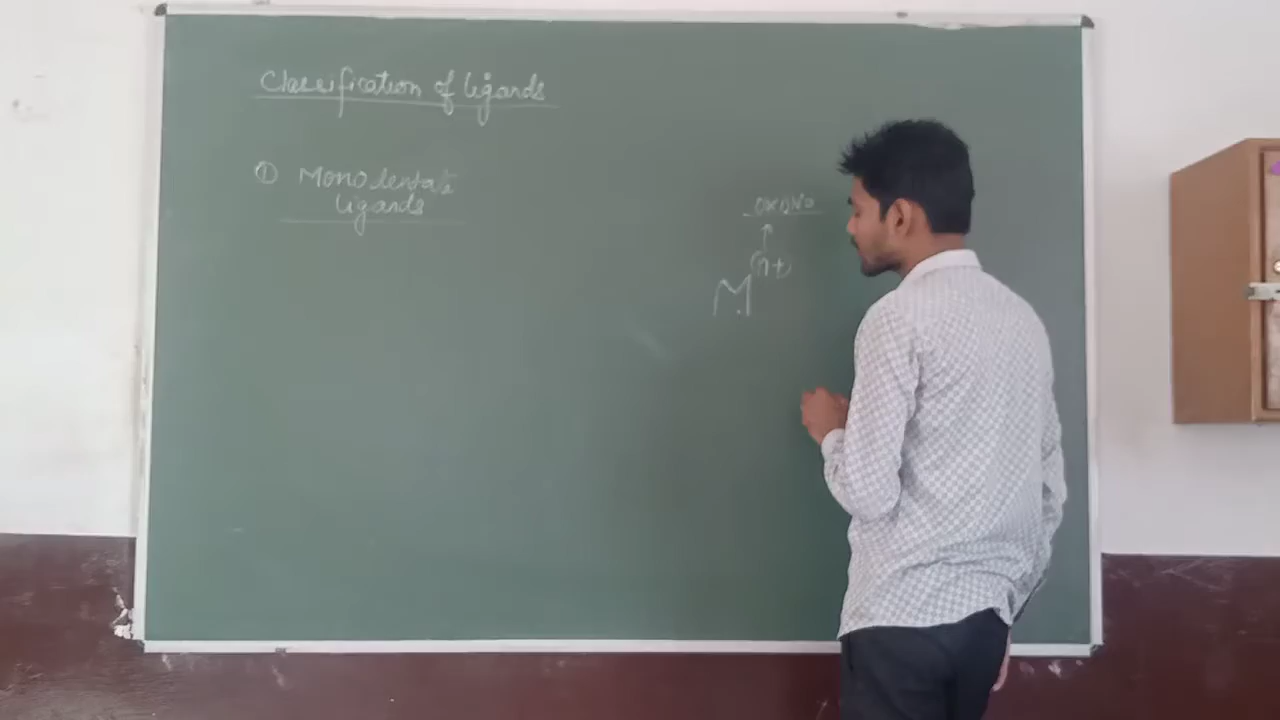 Classification of ligands
① Monodentate
ligands
OXDNO
(n+)
M